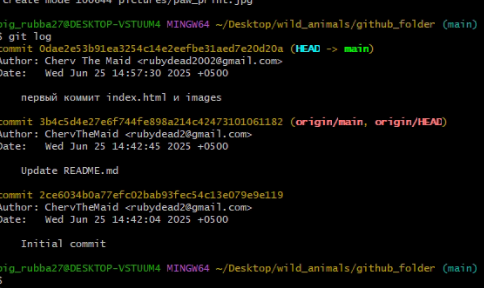 create mode 100644 pictures/paw_print.jpg
big_rubba27@DESKTOP-VSTUUM4 MINGW64 ~/Desktop/wild_animals/github_folder (main)
$ git log
commit 0dae2e53b91ea3254c14e2eefbe31aed7e20d20a (HEAD -> main)
Author: Cherv The Maid <rubydead2002@gmail.com>
Date: Wed Jun 25 14:57:30 2025 +0500
первый коммит index.html и images
commit 3b4c5d4e27e6f744fe898a214c42473101061182 (origin/main, origin/HEAD)
Author: ChervTheMaid <rubydead2@gmail.com>
Date: Wed Jun 25 14:42:45 2025 +0500
Update README.md
commit 2ce6034b0a77efc02bab93fec54c13e079e9e119
Author: ChervTheMaid <rubydead2@gmail.com>
Date: Wed Jun 25 14:42:04 2025 +0500
Initial commit
big_rubba27@DESKTOP-VSTUUM4 MINGW64 ~/Desktop/wild_animals/github_folder (main)
$